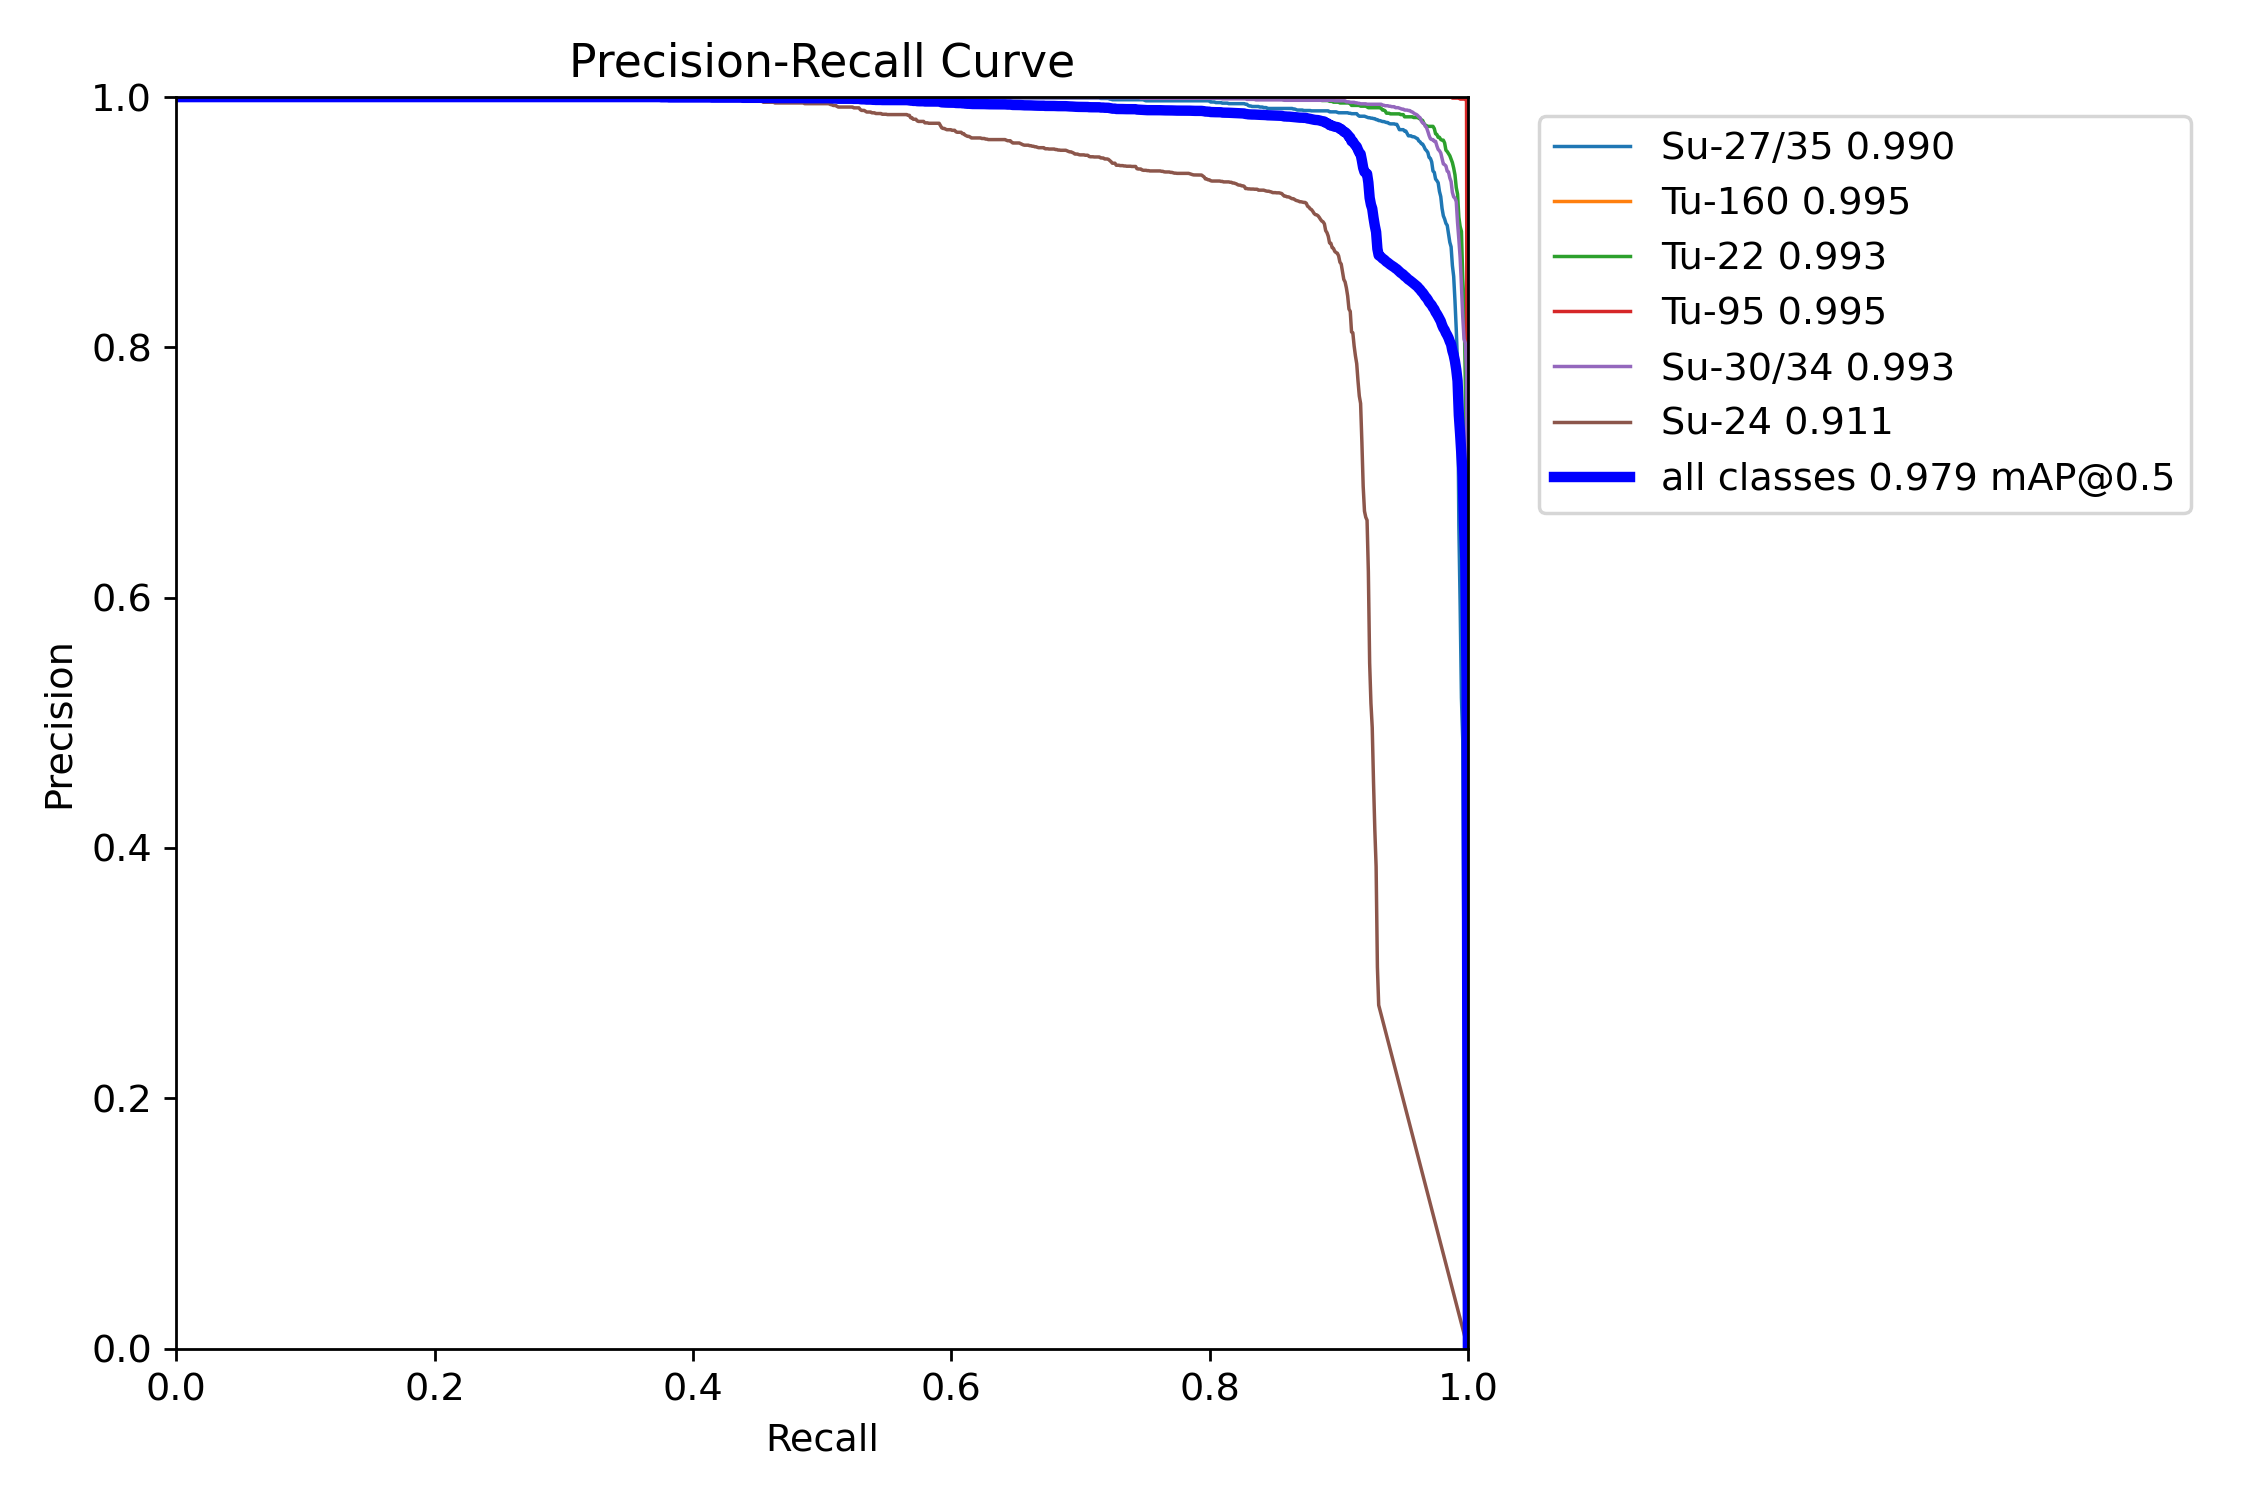 Precision-Recall Curve
1.0
0.8
0.6
0.4
0.2
0.0
Precision
0.0 0.2 0.4 0.6 0.8 1.0
Recall
Su-27/35 0.990
Tu-160 0.995
Tu-22 0.993
Tu-95 0.995
Su-30/34 0.993
Su-24 0.911
all classes 0.979 mAP@0.5